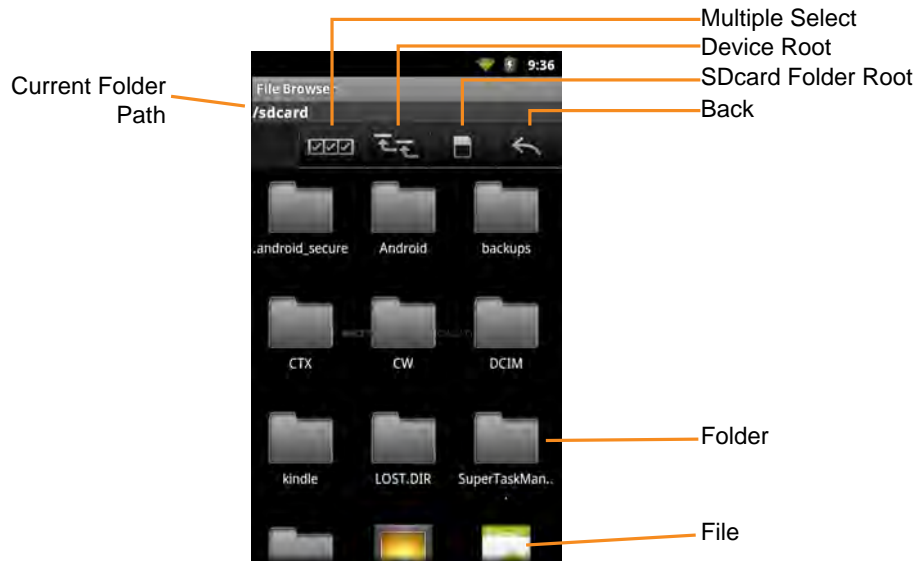 Multiple Select
Device Root
SDcard Folder Root
Back
Current Folder
Path
9:36
File Browser
/sdcard
.android_secure
Android
backups
CTX
CW
DCIM
kindle
LOST.DIR
SuperTaskMan..
.
Folder
File